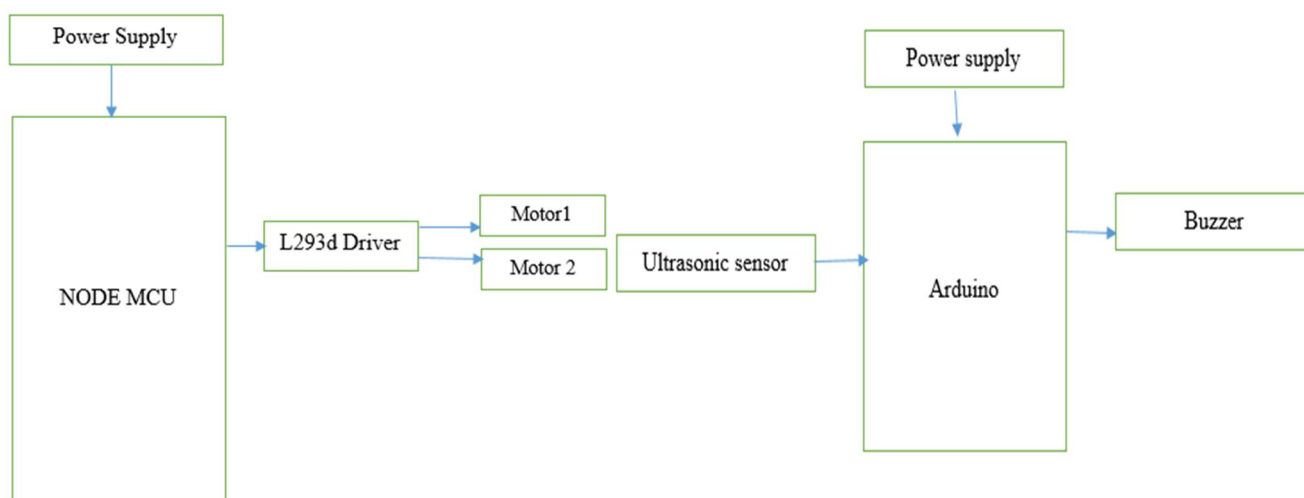 Power Supply
Power supply
NODE MCU
L293d Driver
Motor1
Motor 2
Ultrasonic sensor
Arduino
Buzzer